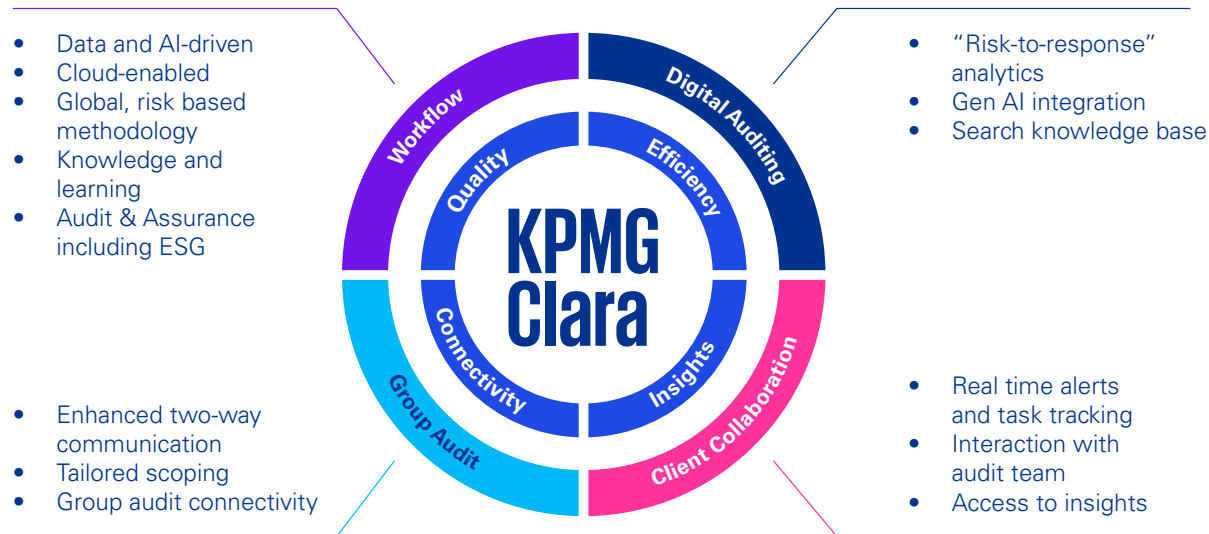 • Data and AI-driven
• Cloud-enabled
• Global, risk based
methodology
• Knowledge and
learning
• Audit & Assurance
including ESG
• “Risk-to-response”
analytics
• Gen AI integration
• Search knowledge base
Workflow
Digital Auditing
Quality
Efficiency
KPMG
Clara
Connectivity
Insights
Group Audit
Client Collaboration
• Enhanced two-way
communication
• Tailored scoping
• Group audit connectivity
• Real time alerts
and task tracking
• Interaction with
audit team
• Access to insights